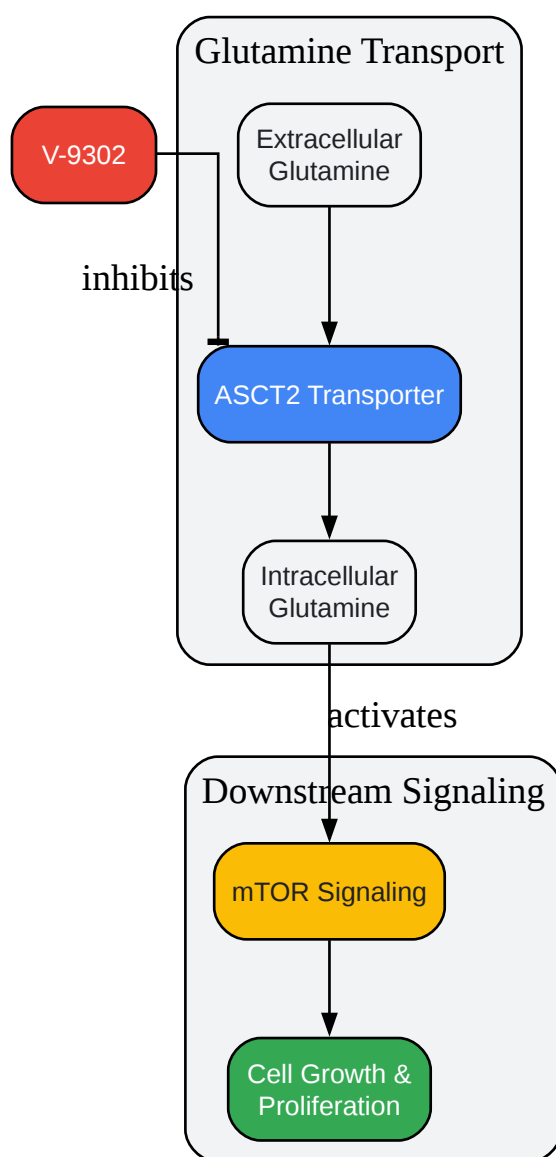 Glutamine Transport
V-9302
Extracellular
Glutamine
inhibits
ASCT2 Transporter
Intracellular
Glutamine
activates
Downstream Signaling
mTOR Signaling
Cell Growth &
Proliferation